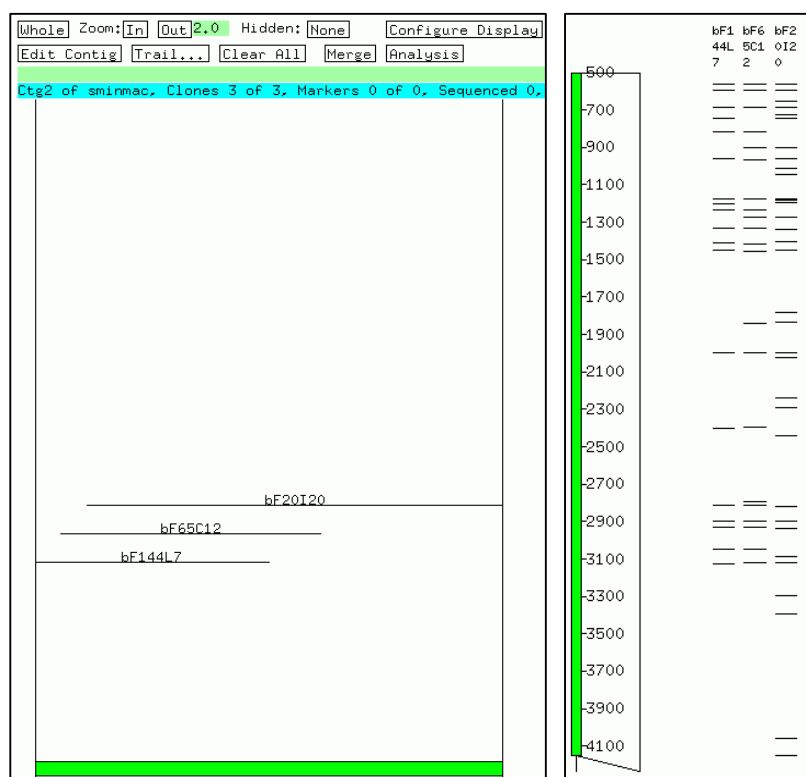 Whole Zoom: In Out 2.0 Hidden: None Configure Display
Edit Contig Trail... Clear All Merge Analysis
Ctg2 of sminmac, Clones 3 of 3, Markers 0 of 0, Sequenced 0,
bF20I20
bF65C12
bF144L7
bF1 bF6 bF2
44L 5C1 0I2
7 2 0
500
700
900
1100
1300
1500
1700
1900
2100
2300
2500
2700
2900
3100
3300
3500
3700
3900
4100